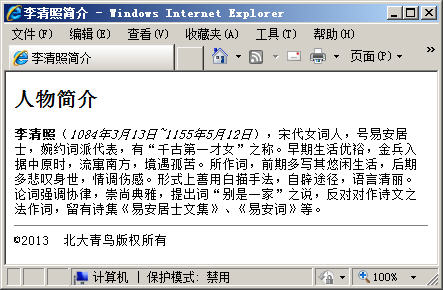 李清照简介 - Windows Internet Explorer
文件(F) 编辑(E) 查看(V) 收藏夹(A) 工具(T) 帮助(H)
李清照简介 页面(P)
人物简介
李清照（1084年3月13日~1155年5月12日），宋代女词人，号易安居
士，婉约词派代表，有“千古第一才女”之称。早期生活优裕，金兵入
据中原时，流寓南方，境遇孤苦。所作词，前期多写其悠闲生活，后期
多悲叹身世，情调伤感。形式上善用白描手法，自辟途径，语言清丽。
论词强调协律，崇尚典雅，提出词“别是一家”之说，反对对作诗文之
法作词，留有诗集《易安居士文集》、《易安词》等。
©2013 北大青鸟版权所有
计算机 | 保护模式: 禁用 100%